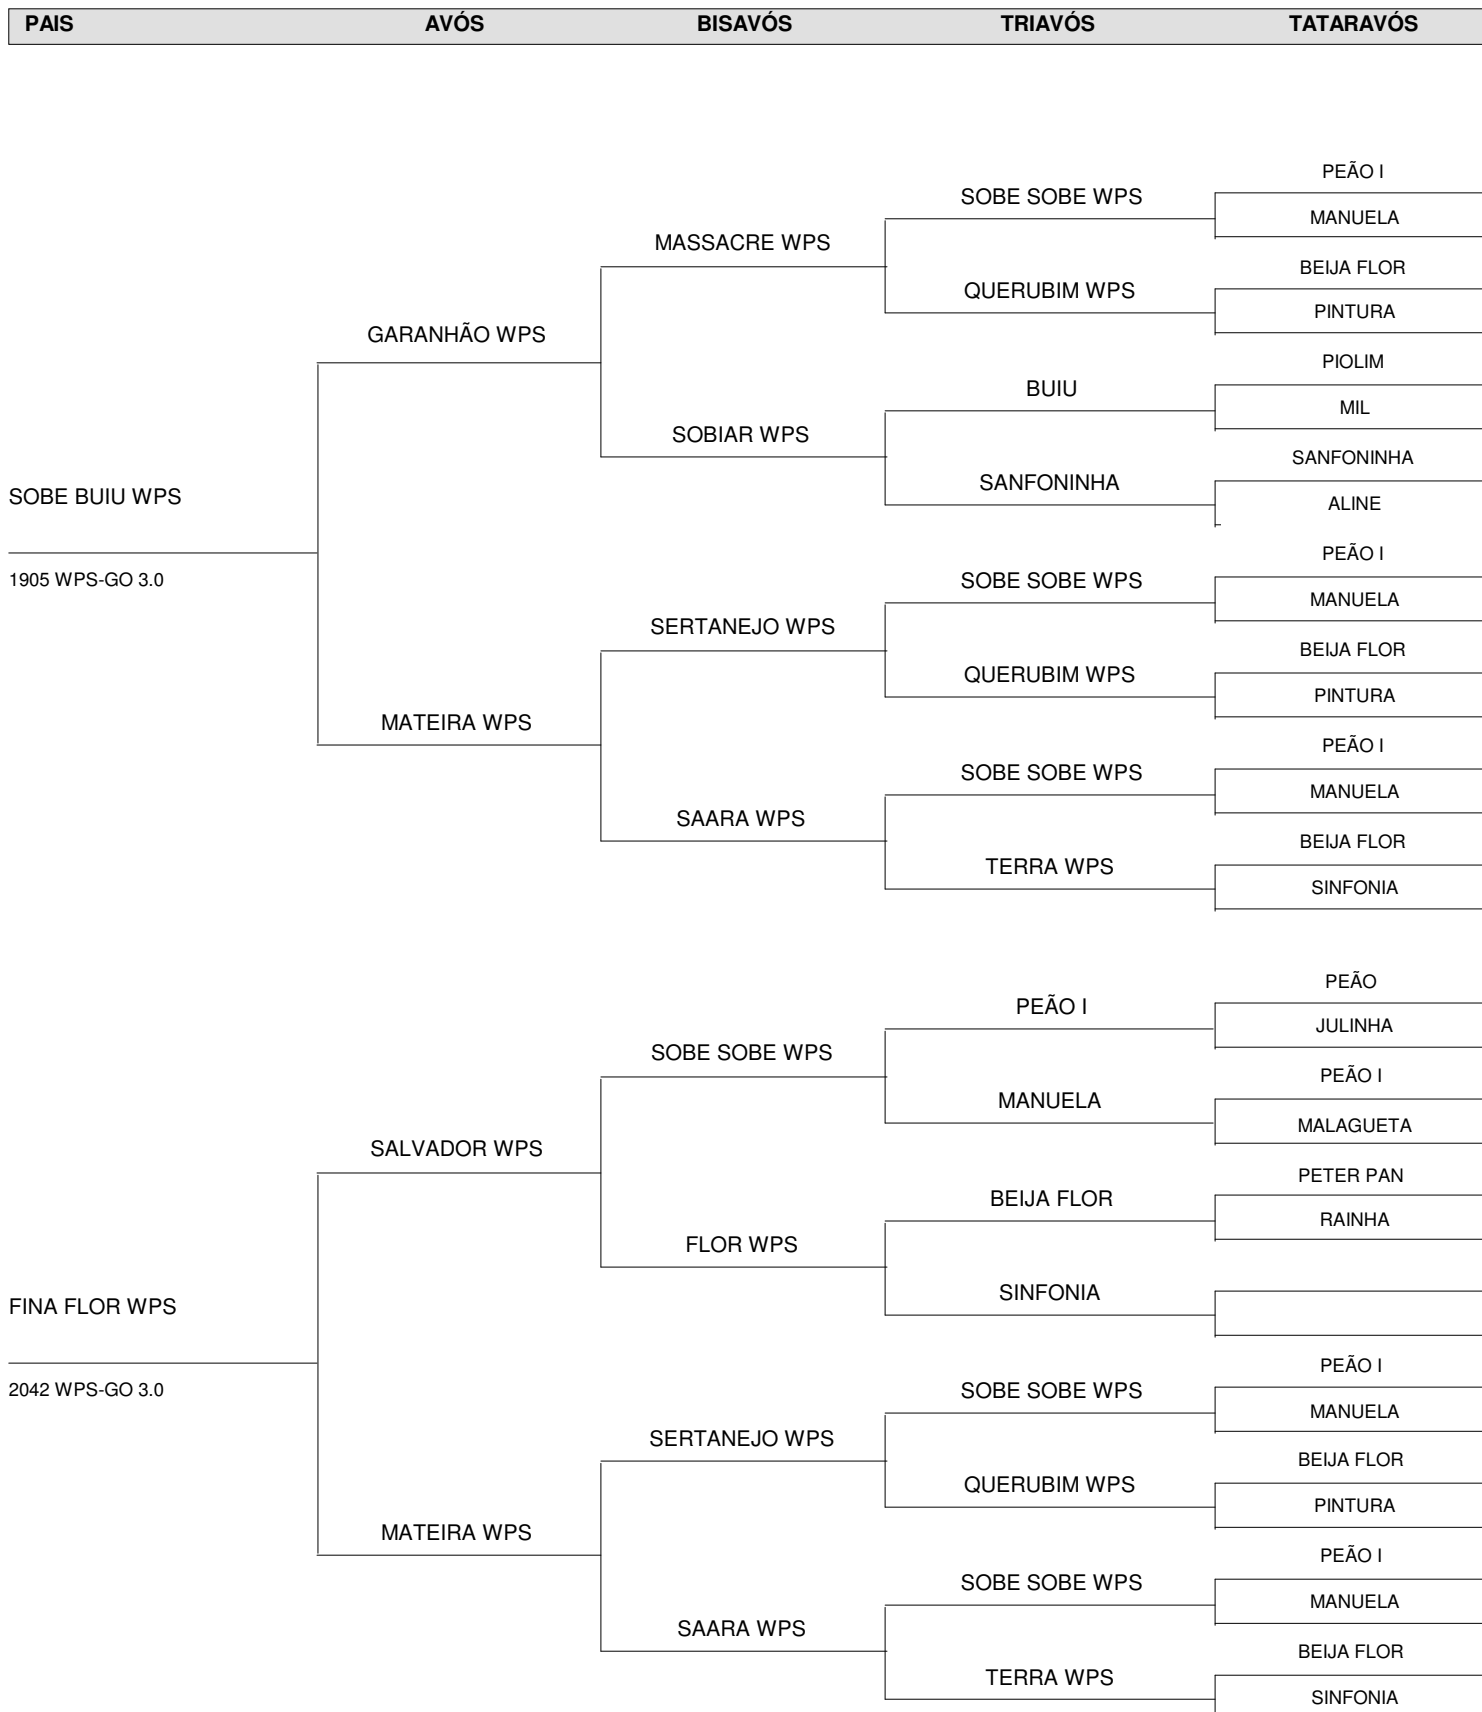 PAIS AVÓS BISAVÓS TRIAVÓS TATARAVÓS
PEÃO I
SOBE SOBE WPS
MANUELA
MASSACRE WPS
BEIJA FLOR
QUERUBIM WPS
PINTURA
GARANHÃO WPS
PIOLIM
BUIU
MIL
SOBIAR WPS
SANFONINHA
SANFONINHA
SOBE BUIU WPS
ALINE
PEÃO I
1905 WPS-GO 3.0
SOBE SOBE WPS
MANUELA
SERTANEJO WPS
BEIJA FLOR
QUERUBIM WPS
PINTURA
MATEIRA WPS
PEÃO I
SOBE SOBE WPS
MANUELA
SAARA WPS
BEIJA FLOR
TERRA WPS
SINFONIA
PEÃO
PEÃO I
JULINHA
SOBE SOBE WPS
PEÃO I
MANUELA
MALAGUETA
SALVADOR WPS
PETER PAN
BEIJA FLOR
RAINHA
FLOR WPS
SINFONIA
FINA FLOR WPS
PEÃO I
2042 WPS-GO 3.0
SOBE SOBE WPS
MANUELA
SERTANEJO WPS
BEIJA FLOR
QUERUBIM WPS
PINTURA
MATEIRA WPS
PEÃO I
SOBE SOBE WPS
MANUELA
SAARA WPS
BEIJA FLOR
TERRA WPS
SINFONIA